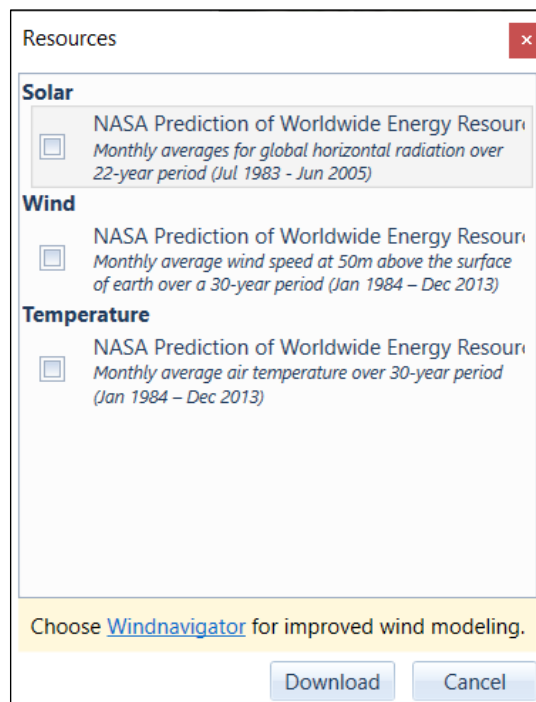 Resources
Solar
NASA Prediction of Worldwide Energy
Monthly averages for global horizontal radiation over
22-year period (Jul 1983 - Jun 2005)
Wind
NASA Prediction of Worldwide Energy
Monthly average wind speed at 50m above the surface
of earth over a 30-year period (Jan 1984 – Dec 2013)
Temperature
NASA Prediction of Worldwide Energy
Monthly average air temperature over 30-year period
(Jan 1984 – Dec 2013)
Choose Windnavigator for improved wind modeling.
Download Cancel